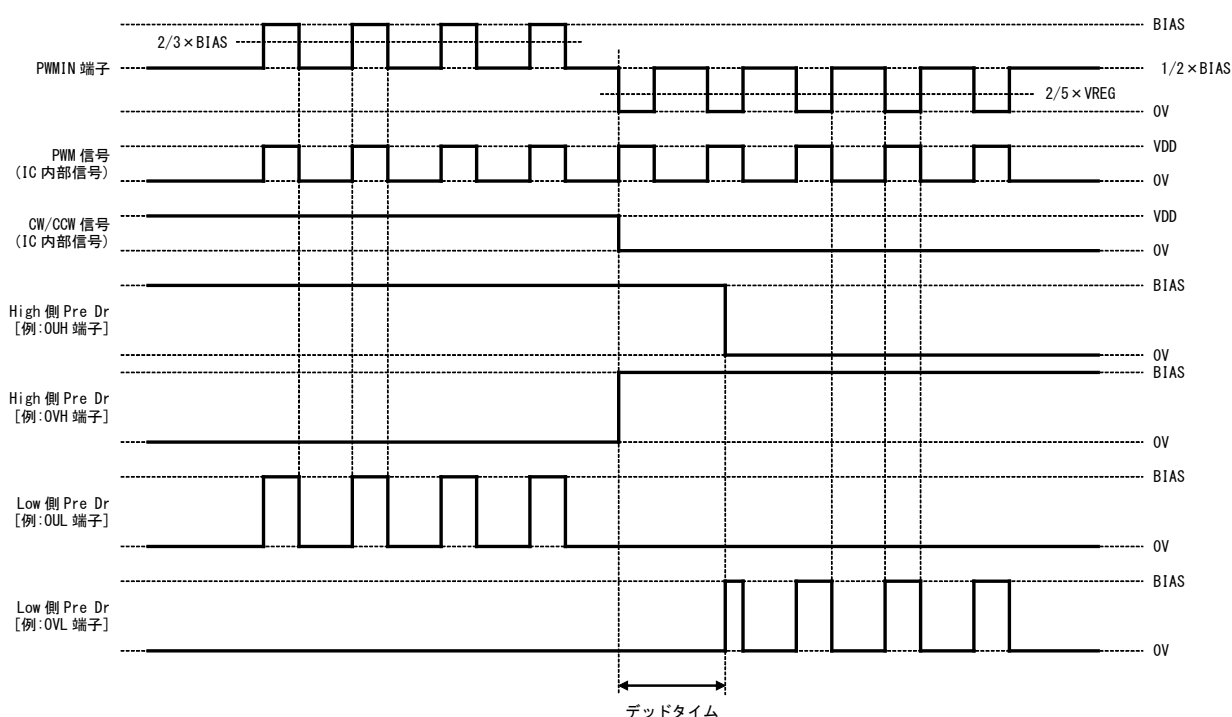 BIAS
2/3×BIAS
PWMIN 端子
1/2×BIAS
2/5×VREG
0V
PWM 信号
(IC 内部信号)
VDD
0V
CW/CCW 信号
(IC 内部信号)
VDD
0V
High 側 Pre Dr
[例:OUH 端子]
BIAS
0V
High 側 Pre Dr
[例:OVH 端子]
BIAS
0V
Low 側 Pre Dr
[例:OUL 端子]
BIAS
0V
Low 側 Pre Dr
[例:OVL 端子]
BIAS
0V
デッドタイム